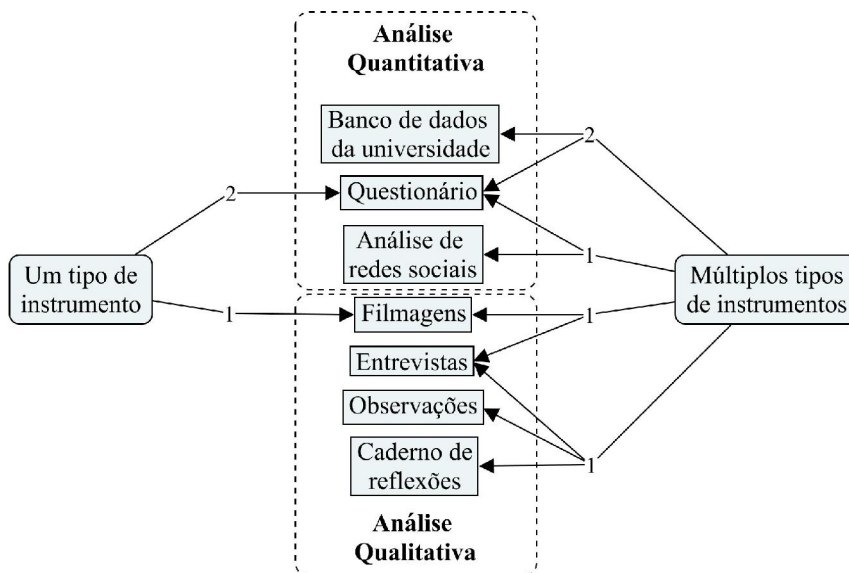 Análise
Quantitativa
Banco de dados
da universidade
2
Questionário
2
Análise de
redes sociais
1
Um tipo de
instrumento
Múltiplos tipos
de instrumentos
1
Filmagens
1
Entrevistas
Observações
Caderno de
reflexões
1
Análise
Qualitativa